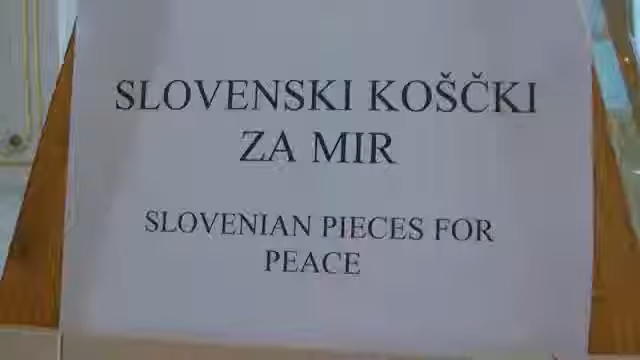 SLOVENSKI KOŠČKI
ZA MIR
SLOVENIAN PIECES FOR
PEACE